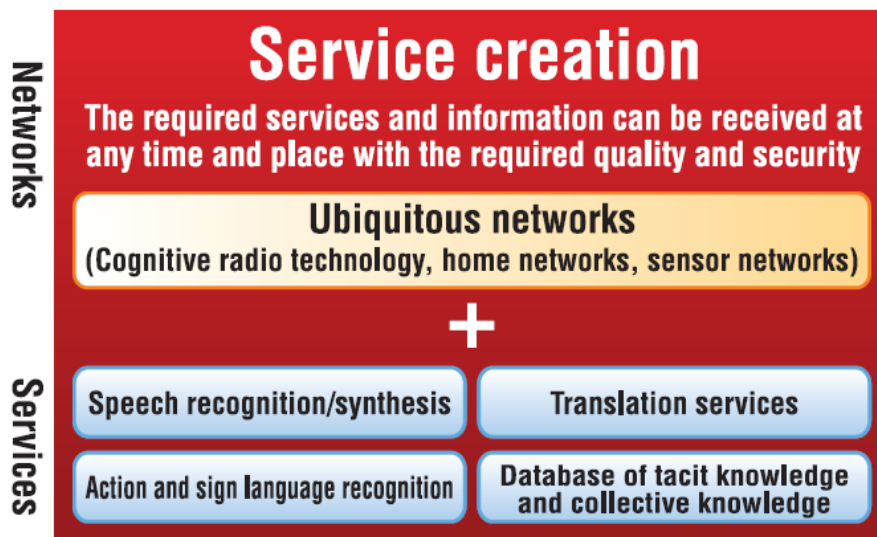 Networks
Service creation
The required services and information can be received at
any time and place with the required quality and security
Ubiquitous networks
(Cognitive radio technology, home networks, sensor networks)
+
Services
Speech recognition/synthesis
Translation services
Action and sign language recognition
Database of tacit knowledge
and collective knowledge